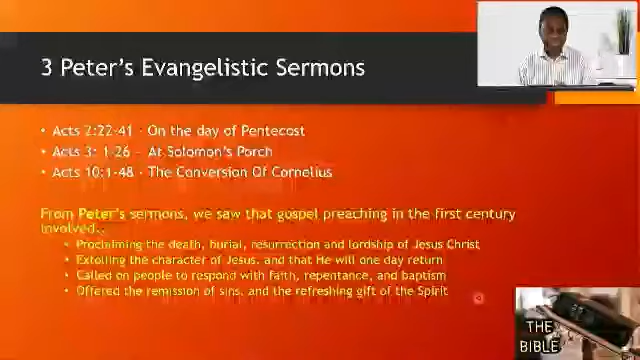 3 Peter's Evangelistic Sermons
• Acts 2:22-41 - On the day of Pentecost
• Acts 3: 1-26 - At Solomon's Porch
• Acts 10:1-48 - The Conversion Of Cornelius
From Peter's sermons, we saw that gospel preaching in the first century
involved..
• Proclaiming the death, burial, resurrection and lordship of Jesus Christ
• Extolling the character of Jesus, and that He will one day return
• Called on people to respond with faith, repentance, and baptism
• Offered the remission of sins, and the refreshing gift of the Spirit
THE
BIBLE